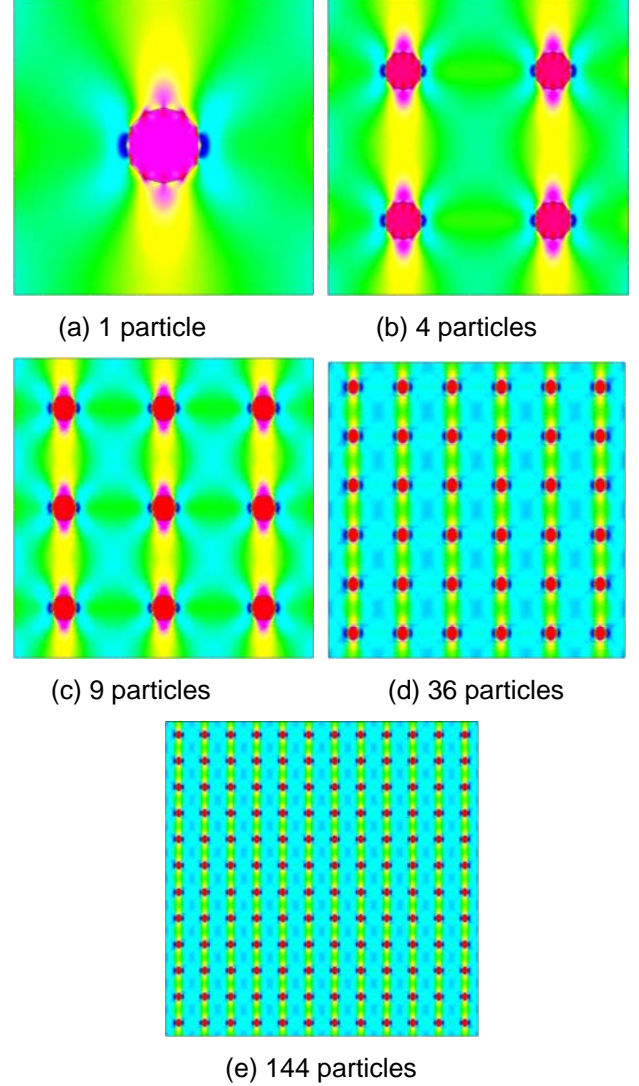 (a) 1 particle
(b) 4 particles
(c) 9 particles
(d) 36 particles
(e) 144 particles